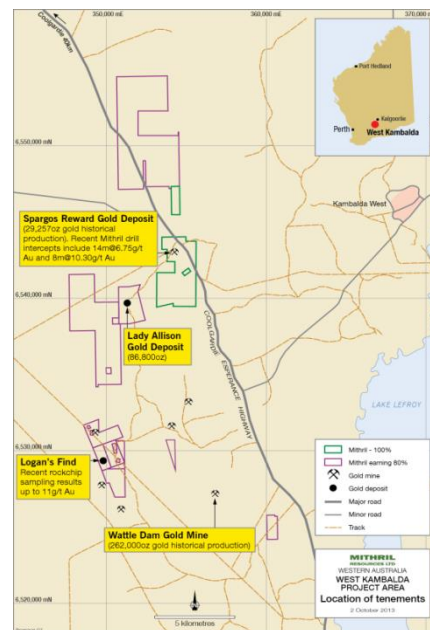 350,000 mE
360,000 mE
370,000 mE
Coolgardie 40km
Port Hedland
Kalgoorlie
Perth
West Kambalda
6,550,000 mN
Kambalda West
Spargos Reward Gold Deposit
(29,257oz gold historical
production). Recent Mithril drill
intercepts include 14m@6.75g/t
Au and 8m@10.30g/t Au
6,540,000 mN
Lady Allison
Gold Deposit
(86,800oz)
COOLGARDIE ESPERANCE HIGHWAY
LAKE LEFROY
6,530,000 mN
Logan's Find
Recent rockchip
sampling results
up to 11g/t Au
Wattle Dam Gold Mine
(262,000oz gold historical production)
Mithril - 100%
Mithril earning 80%
Gold mine
Gold deposit
Major road
Minor road
Track
MITHRIL
RESOURCES LTD
WESTERN AUSTRALIA
WEST KAMBALDA
PROJECT AREA
Location of tenements
2 October 2013
6,520,000 mN
5 kilometres